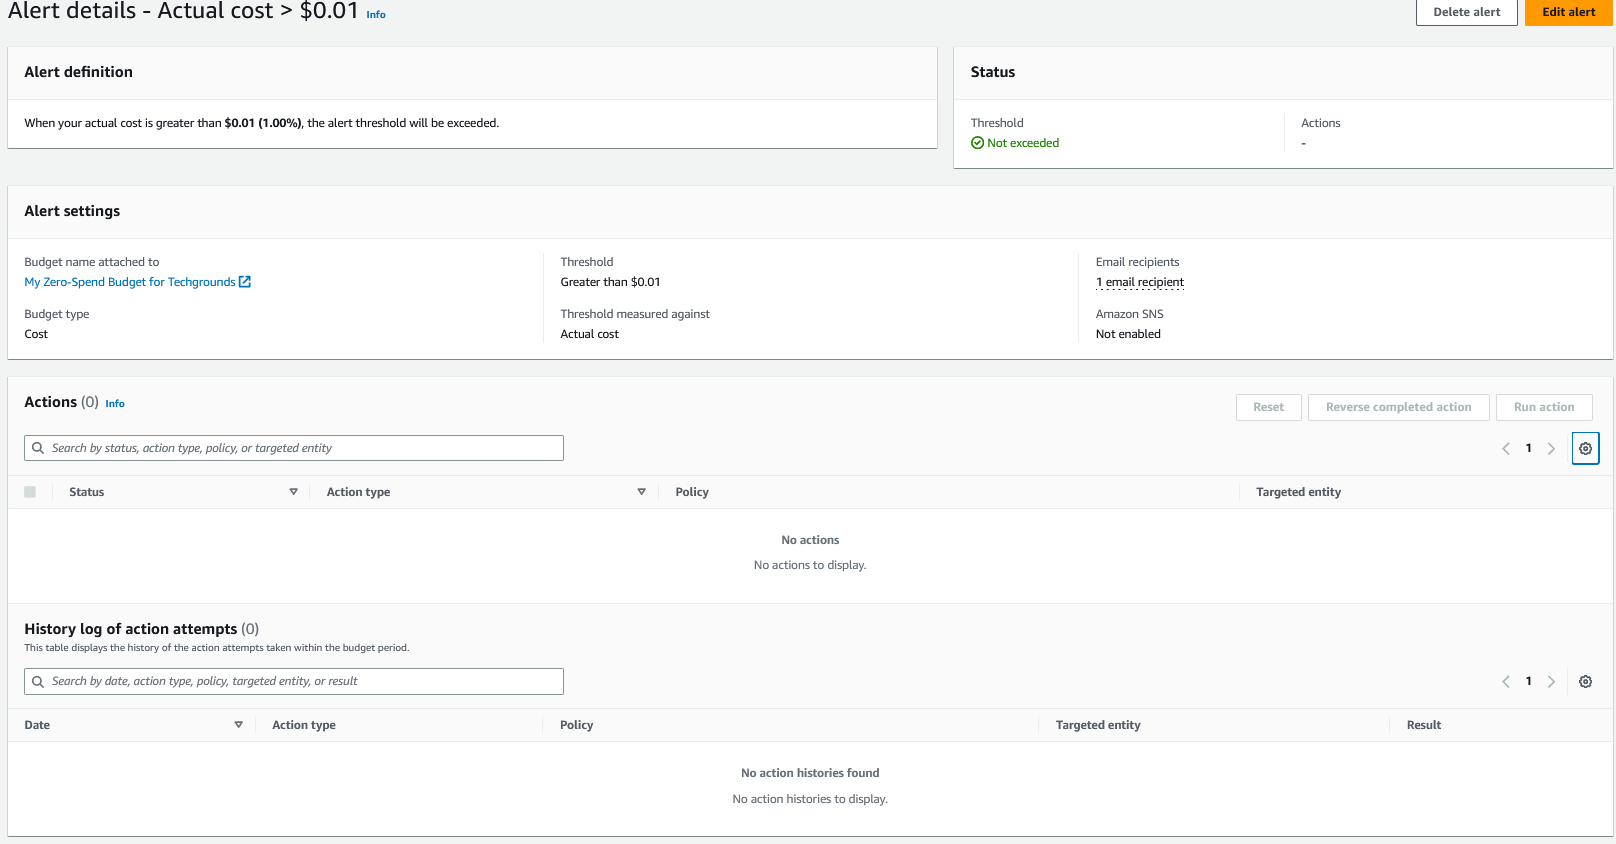 Alert details - Actual cost > $0.01 Info
Delete alert
Edit alert
Alert definition
When your actual cost is greater than $0.01 (1.00%), the alert threshold will be exceeded.
Status
Threshold
Not exceeded
Actions
-
Alert settings
Budget name attached to
My Zero-Spend Budget for Techgrounds
Budget type
Cost
Threshold
Greater than $0.01
Threshold measured against
Actual cost
Email recipients
1 email recipient
Amazon SNS
Not enabled
Actions (0) Info
Reset
Reverse completed action
Run action
Search by status, action type, policy, or targeted entity
1
Status Action type Policy Targeted entity
No actions
No actions to display.
History log of action attempts (0)
This table displays the history of the action attempts taken within the budget period.
Search by date, action type, policy, targeted entity, or result
1
Date Action type Policy Targeted entity Result
No action histories found
No action histories to display.